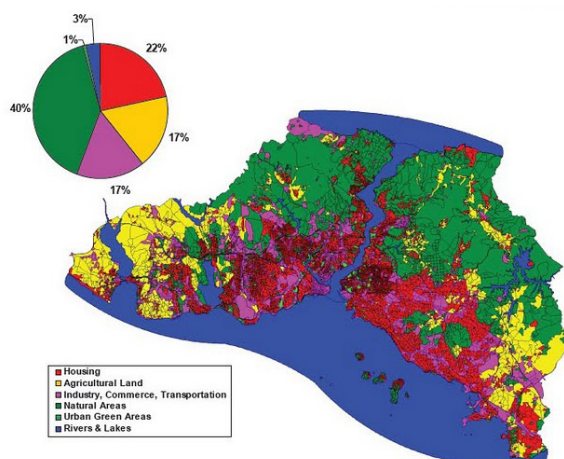 3%
1%
22%
40%
17%
17%
Housing
Agricultural Land
Industry, Commerce, Transportation
Natural Areas
Urban Green Areas
Rivers & Lakes